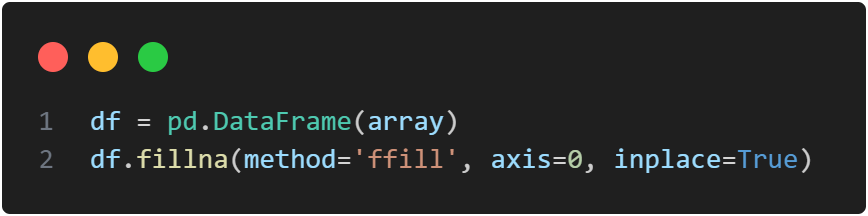 1 df = pd.DataFrame(array)
2 df.fillna(method='ffill', axis=0, inplace=True)